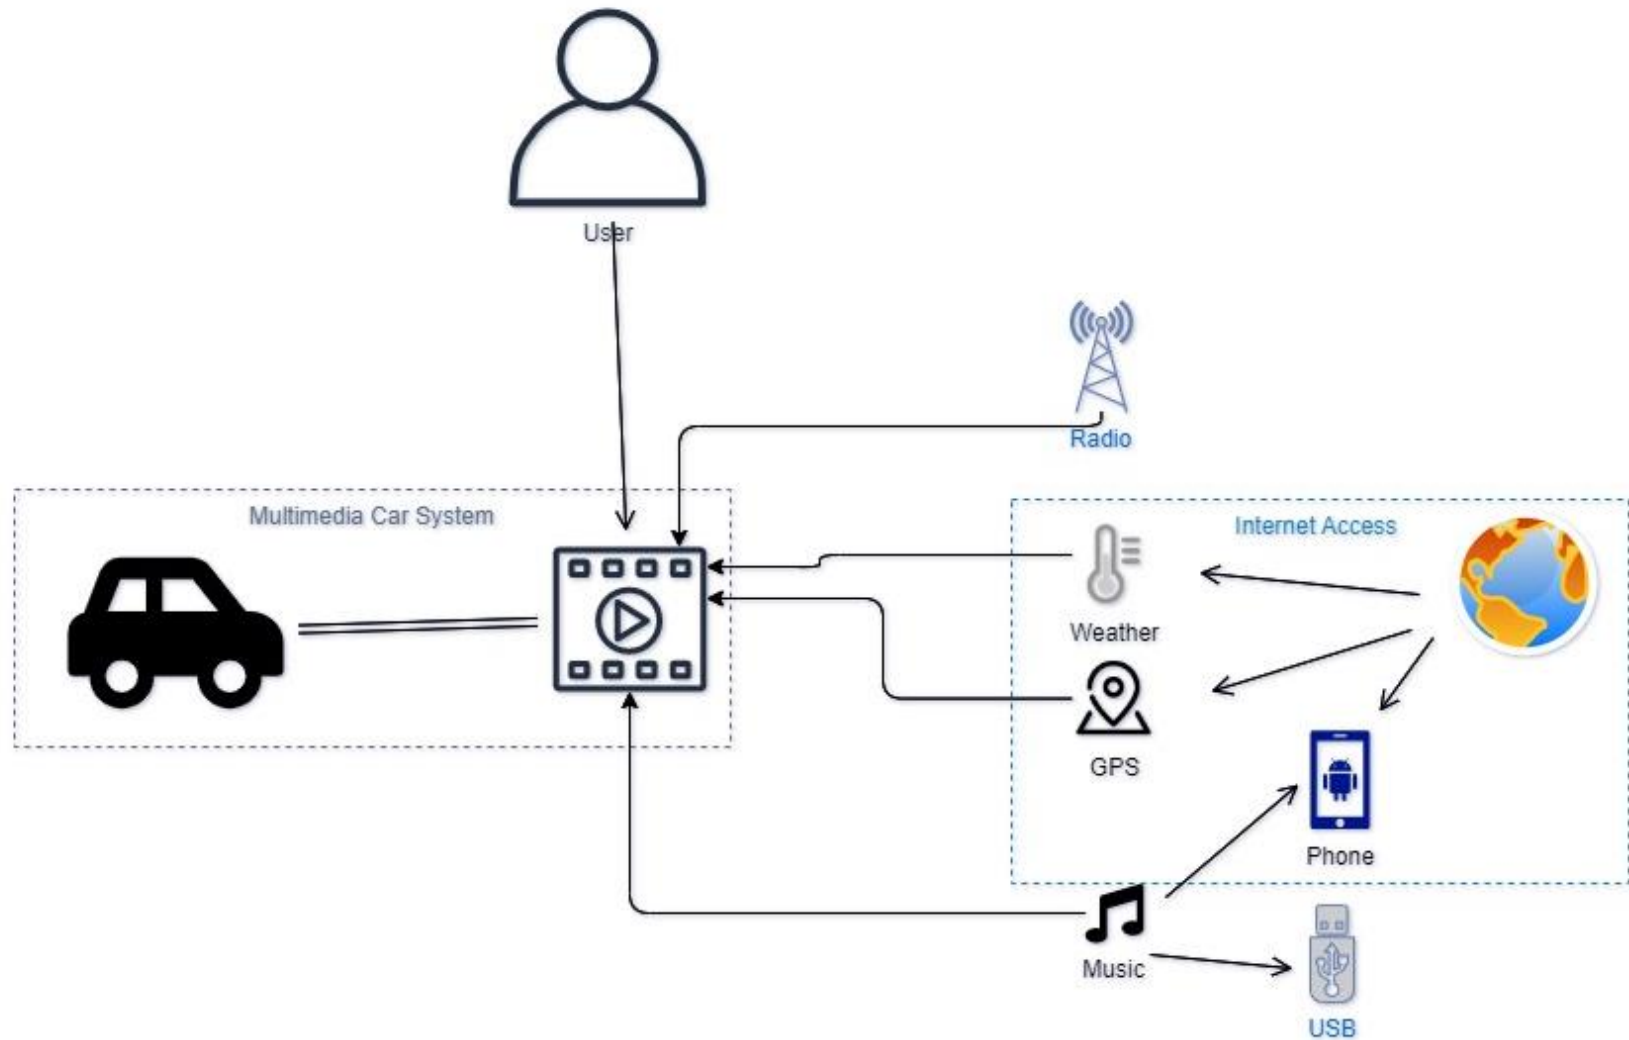 User
Radio
Multimedia Car System
Internet Access
Weather
GPS
Phone
Music
USB